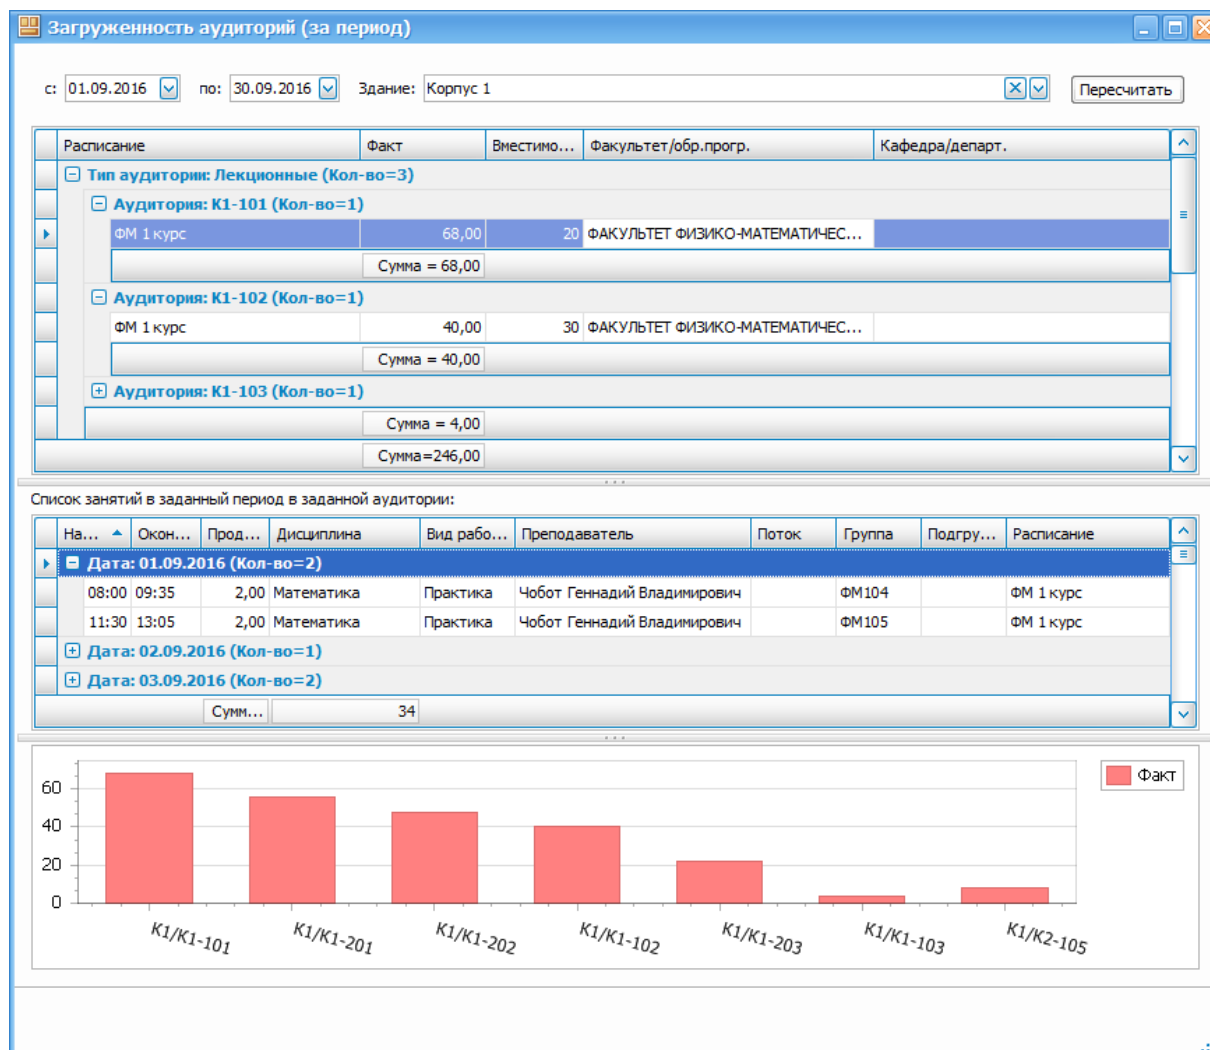 Загруженность аудиторий (за период)
с: 01.09.2016 по: 30.09.2016 Здание: Корпус 1 Пересчитать
Расписание Факт Вместимо... Факультет/обр.прогр. Кафедра/департ.
Тип аудитории: Лекционные (Кол-во=3)
Аудитория: К1-101 (Кол-во=1)
ФМ 1 курс 68,00 20 ФАКУЛЬТЕТ ФИЗИКО-МАТЕМАТИЧЕС...
Сумма = 68,00
Аудитория: К1-102 (Кол-во=1)
ФМ 1 курс 40,00 30 ФАКУЛЬТЕТ ФИЗИКО-МАТЕМАТИЧЕС...
Сумма = 40,00
Аудитория: К1-103 (Кол-во=1)
Сумма = 4,00
Сумма=246,00
Список занятий в заданный период в заданной аудитории:
На... Окон... Прод... Дисциплина Вид рабо... Преподаватель Поток Группа Подгру... Расписание
Дата: 01.09.2016 (Кол-во=2)
08:00 09:35 2,00 Математика Практика Чобот Геннадий Владимирович ФМ104 ФМ 1 курс
11:30 13:05 2,00 Математика Практика Чобот Геннадий Владимирович ФМ105 ФМ 1 курс
Дата: 02.09.2016 (Кол-во=1)
Дата: 03.09.2016 (Кол-во=2)
Сумм... 34
Факт
60
40
20
0
К1/К1-101 К1/К1-201 К1/К1-202 К1/К1-102 К1/К1-203 К1/К1-103 К1/К2-105